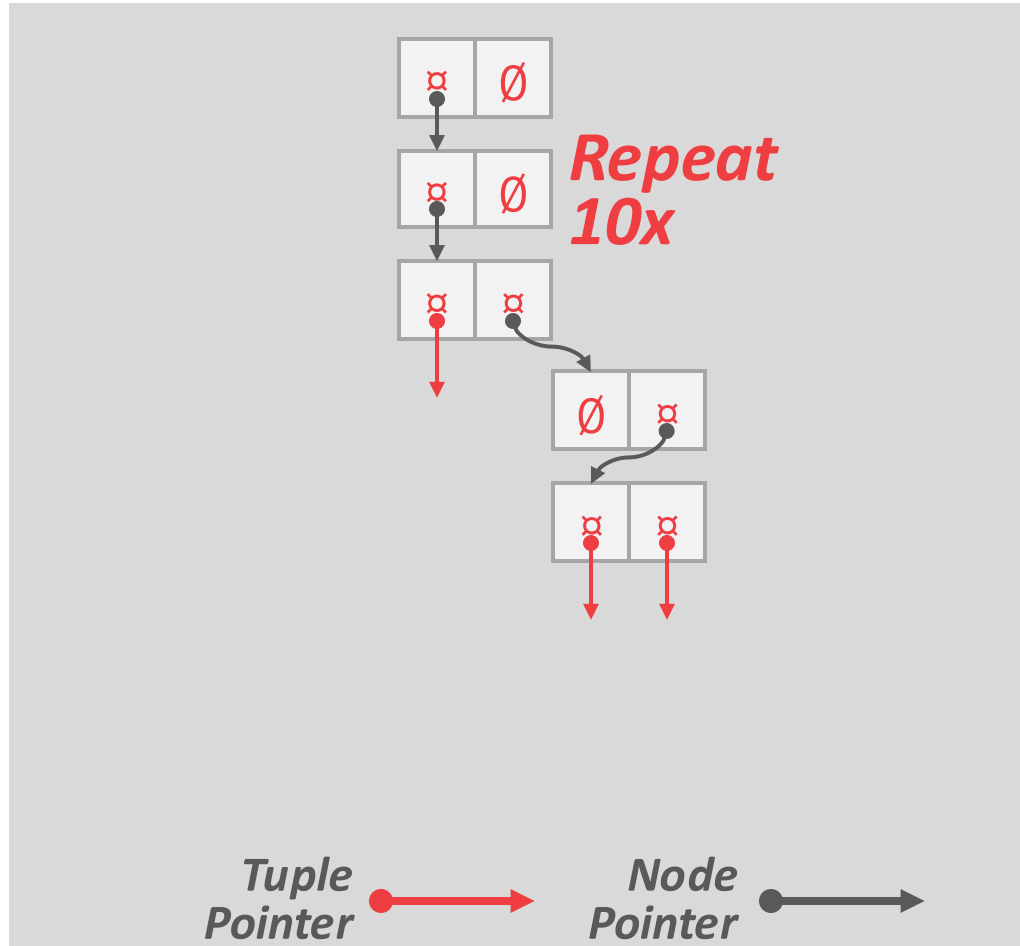 ¤ Ø
¤ Ø
Repeat
10x
¤ ¤
Ø ¤
¤ ¤
Tuple
Pointer
Node
Pointer